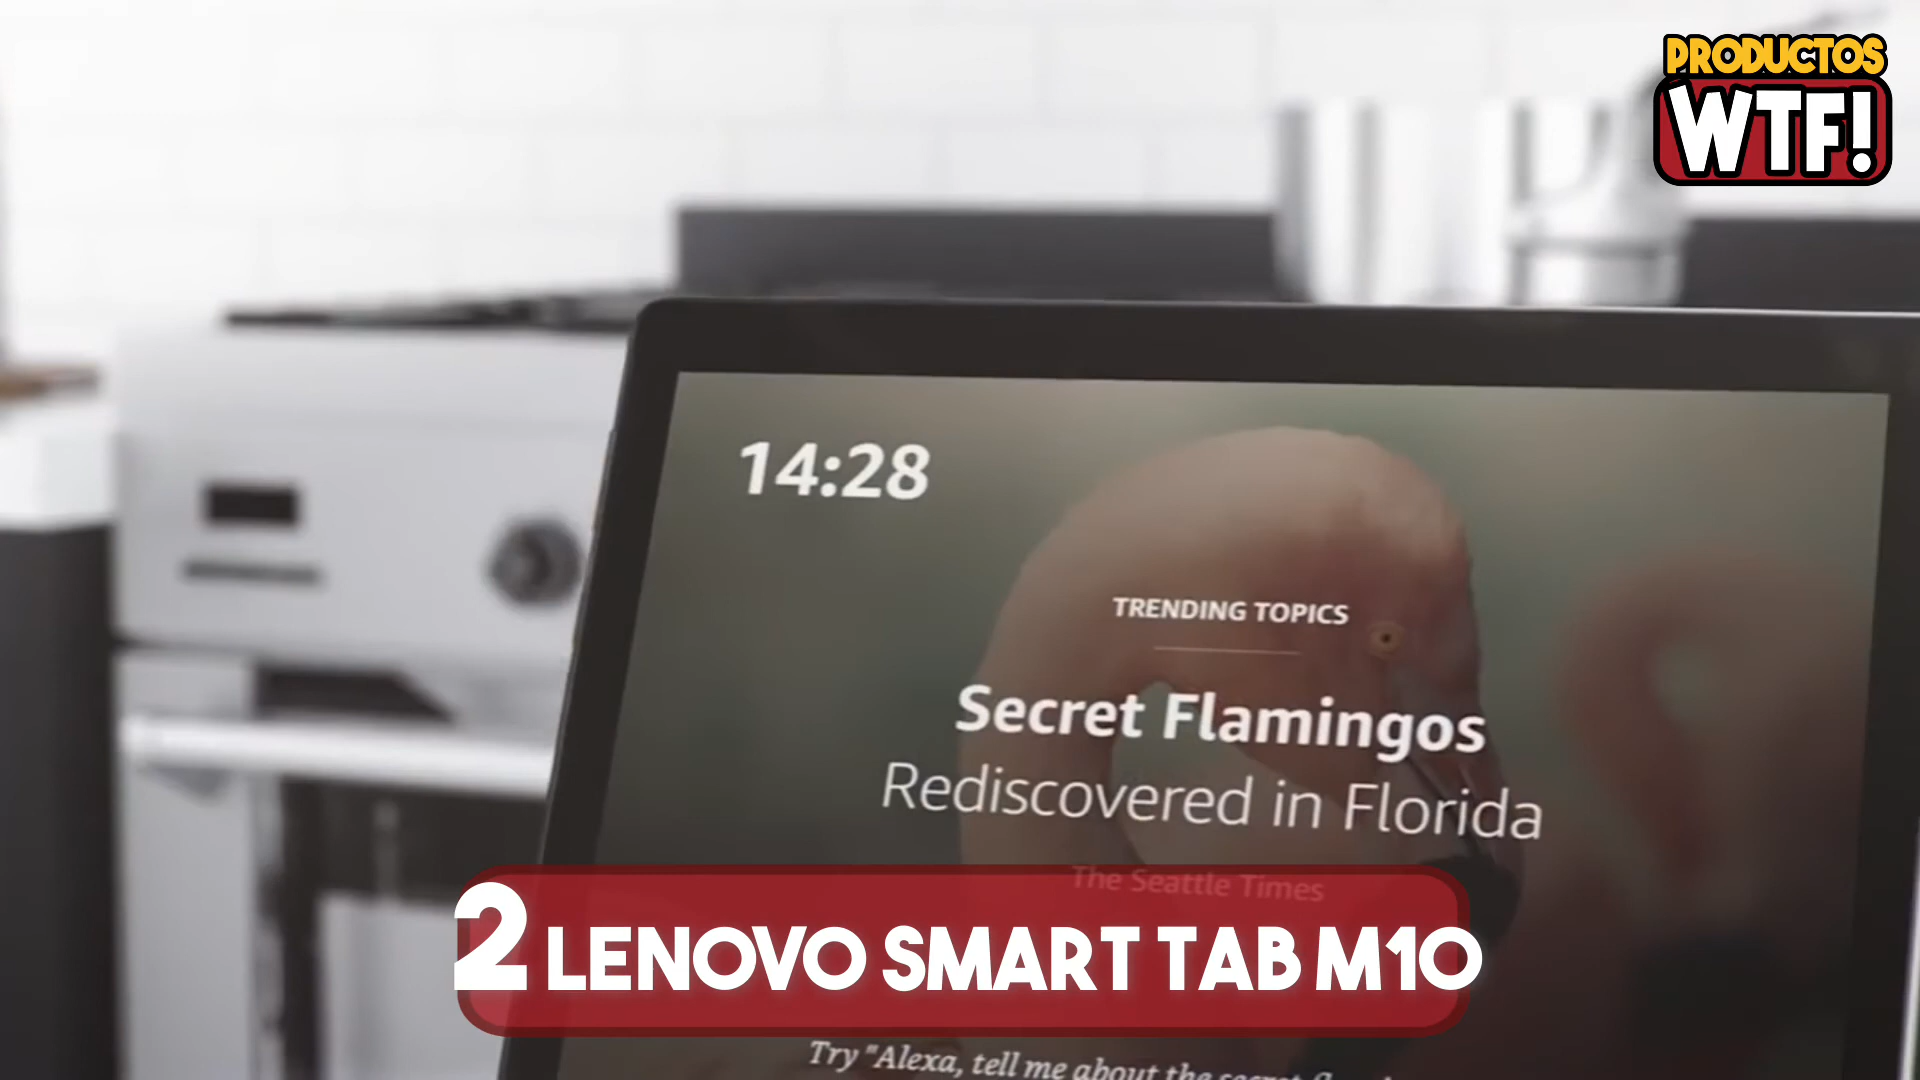 PRODUCTOS
WTF!
14:28
TRENDING TOPICS
Secret Flamingos
Rediscovered in Florida
The Seattle Times
2 LENOVO SMART TAB M10
Try "Alexa, tell me about the secret